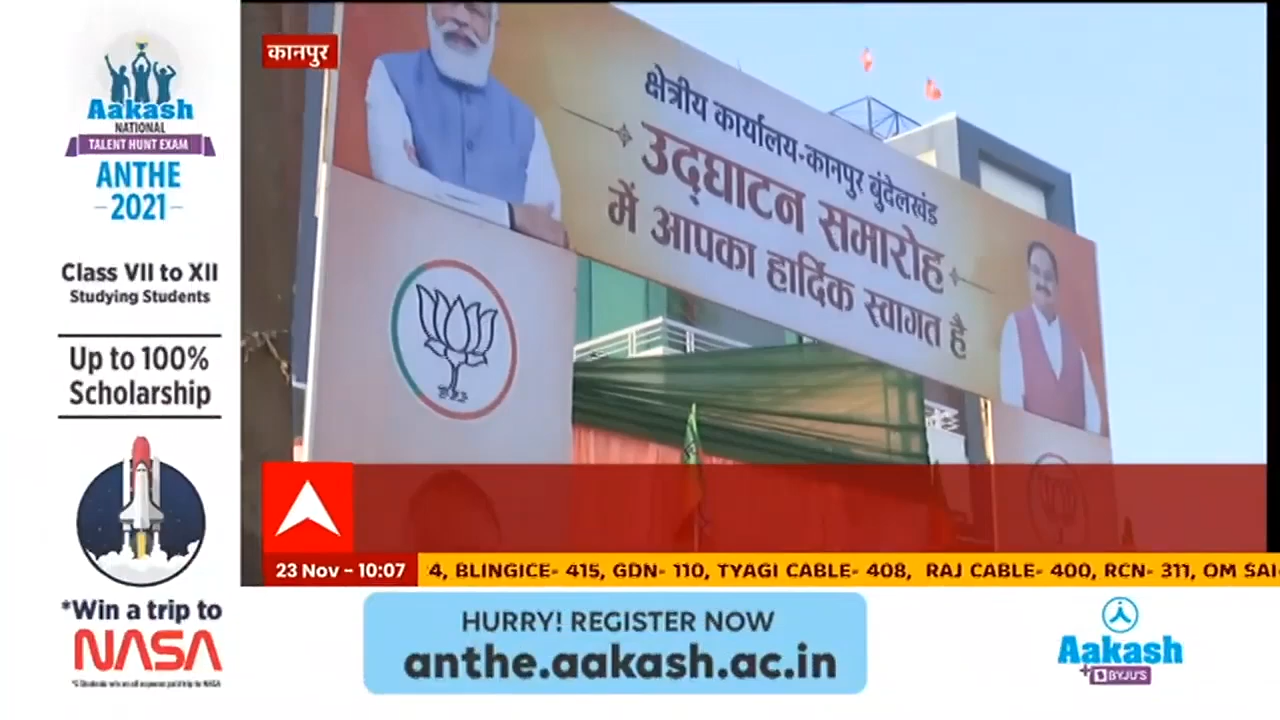 Aakash
NATIONAL
TALENT HUNT EXAM
ANTHE
2021
Class VII to XII
Studying Students
Up to 100%
Scholarship
*Win a trip to
NASA
कानपुर
क्षेत्रीय कार्यालय-कानपुर बुंदेलखंड
उद्‌घाटन समारोह
में आपका हार्दिक स्वागत है
23 Nov - 10:07
4, BLINGICE- 415, GDN- 110, TYAGI CABLE- 408, RAJ CABLE- 400, RCN- 311, OM SAI
HURRY! REGISTER NOW
anthe.aakash.ac.in
Aakash
+BYJU'S